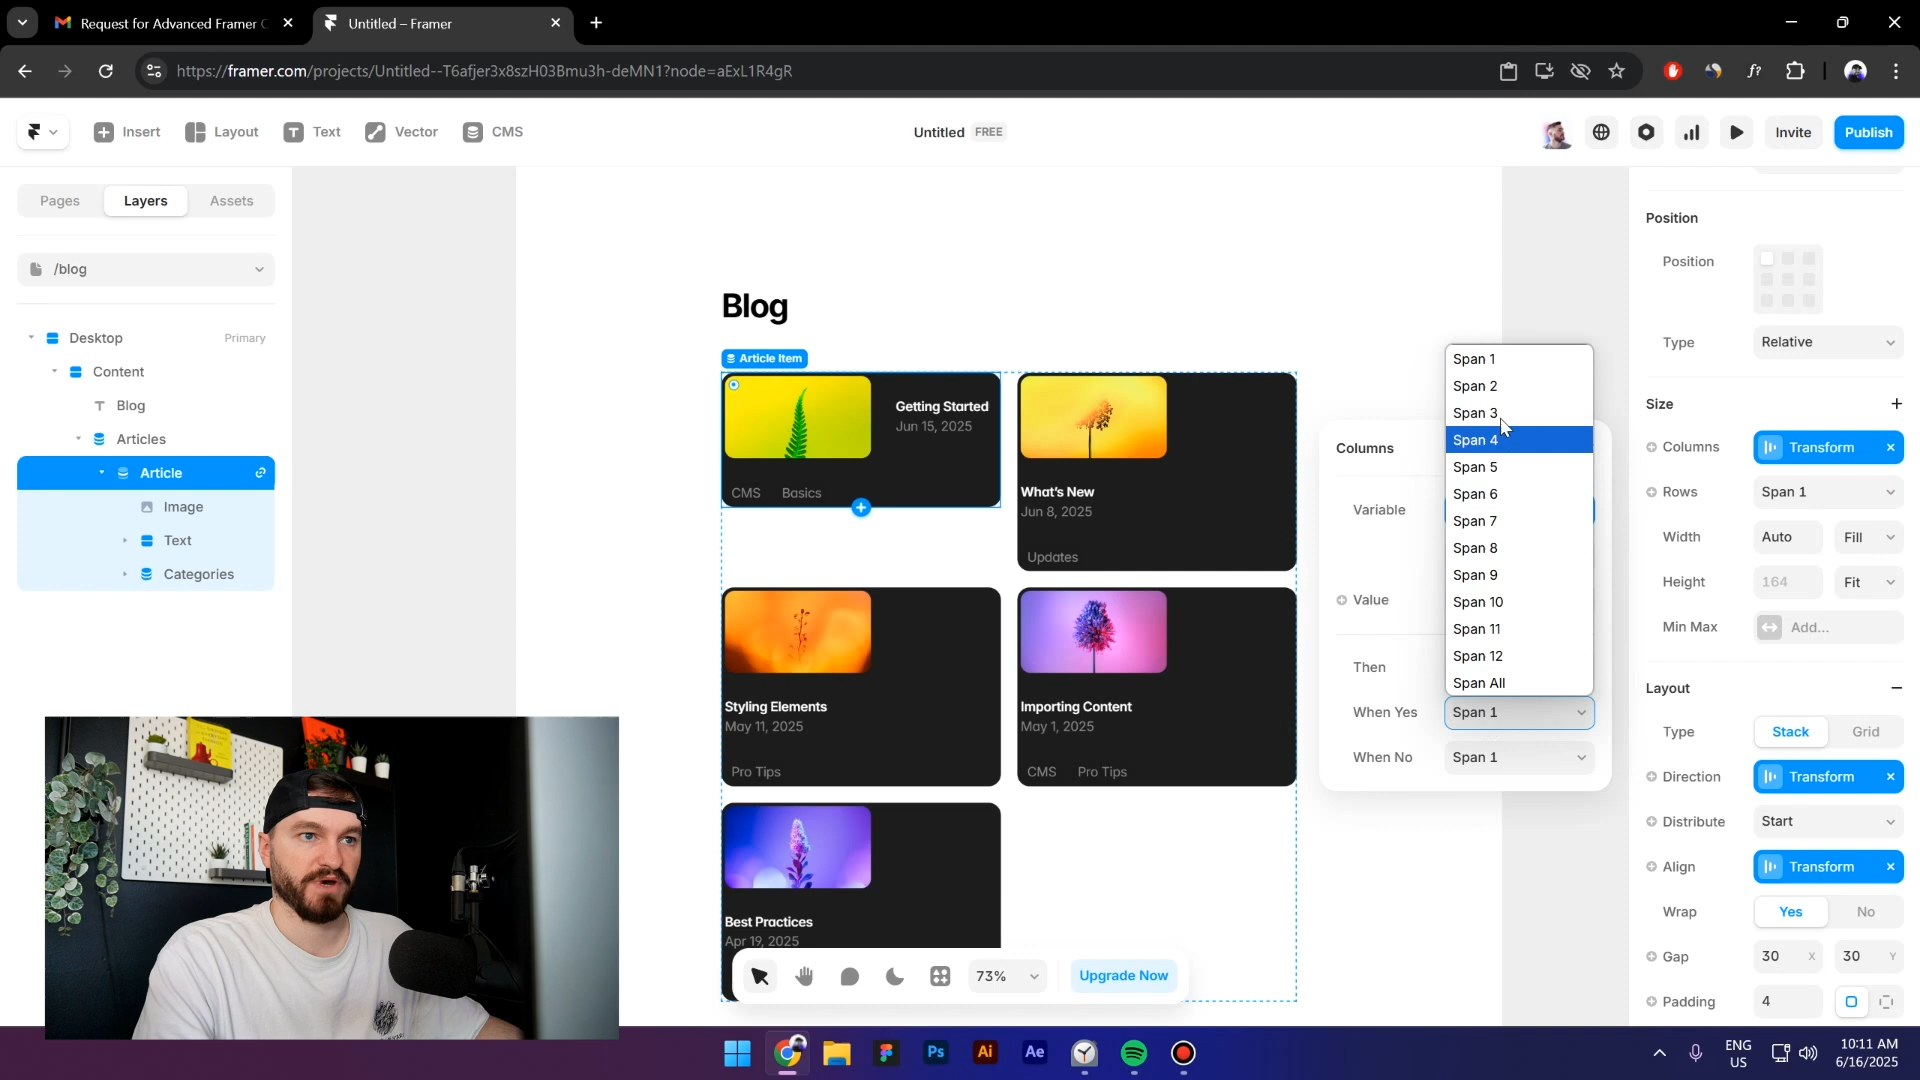 Request for Advanced Framer C
Untitled – Framer
https://framer.com/projects/Untitled--T6afjer3x8szH03Bmu3h-deMN1?node=aExL1R4gR
f?
Insert
Layout
Text
Vector
CMS
Untitled FREE
Invite
Publish
Pages
Layers
Assets
/blog
Desktop
Primary
Content
Blog
Articles
Article
Image
Text
Categories
Blog
Article Item
Getting Started
Jun 15, 2025
CMS Basics
What's New
Jun 8, 2025
Updates
Styling Elements
May 11, 2025
Pro Tips
Importing Content
May 1, 2025
CMS Pro Tips
Best Practices
Apr 19, 2025
73%
Upgrade Now
Columns
Variable
Value
Then
When Yes
Span 1
When No
Span 1
Span 1
Span 2
Span 3
Span 4
Span 5
Span 6
Span 7
Span 8
Span 9
Span 10
Span 11
Span 12
Span All
Position
Position
Type
Relative
Size
Columns
Transform
Rows
Span 1
Width
Auto
Fill
Height
164
Fit
Min Max
Add...
Layout
Type
Stack
Grid
Direction
Transform
Distribute
Start
Align
Transform
Wrap
Yes
No
Gap
30 X
30 Y
Padding
4
Ps
Ai
Ae
ENG
US
10:11 AM
6/16/2025